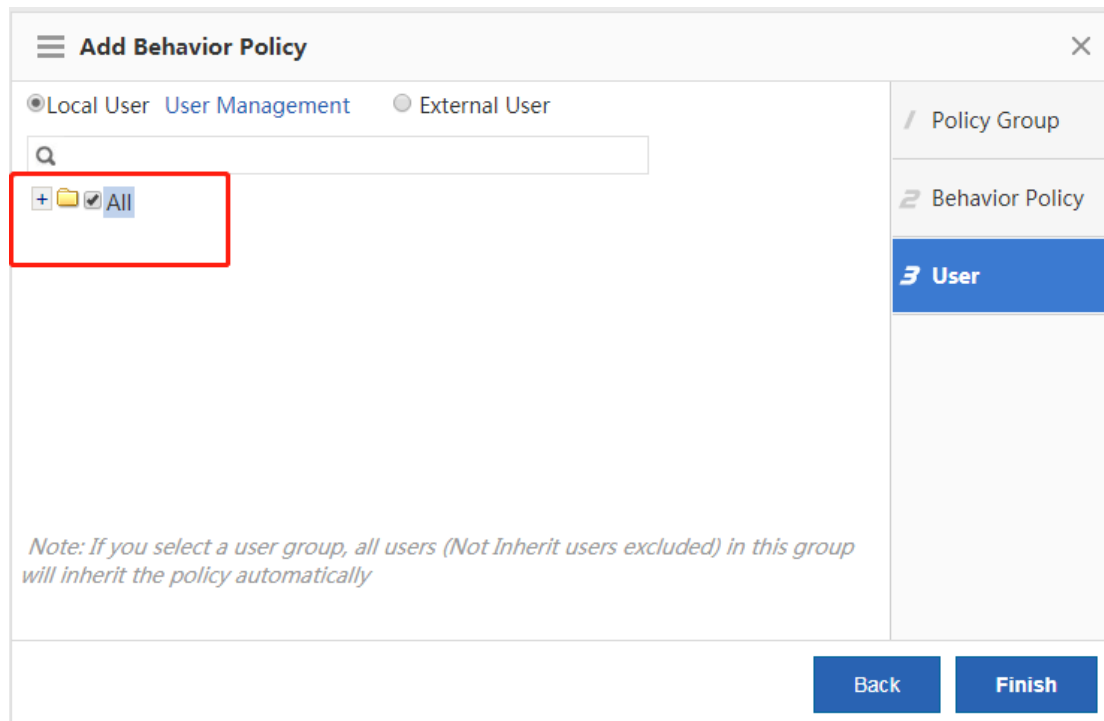 Add Behavior Policy
Local User User Management External User
All
Note: If you select a user group, all users (Not Inherit users excluded) in this group
will inherit the policy automatically
1 Policy Group
2 Behavior Policy
3 User
Back Finish